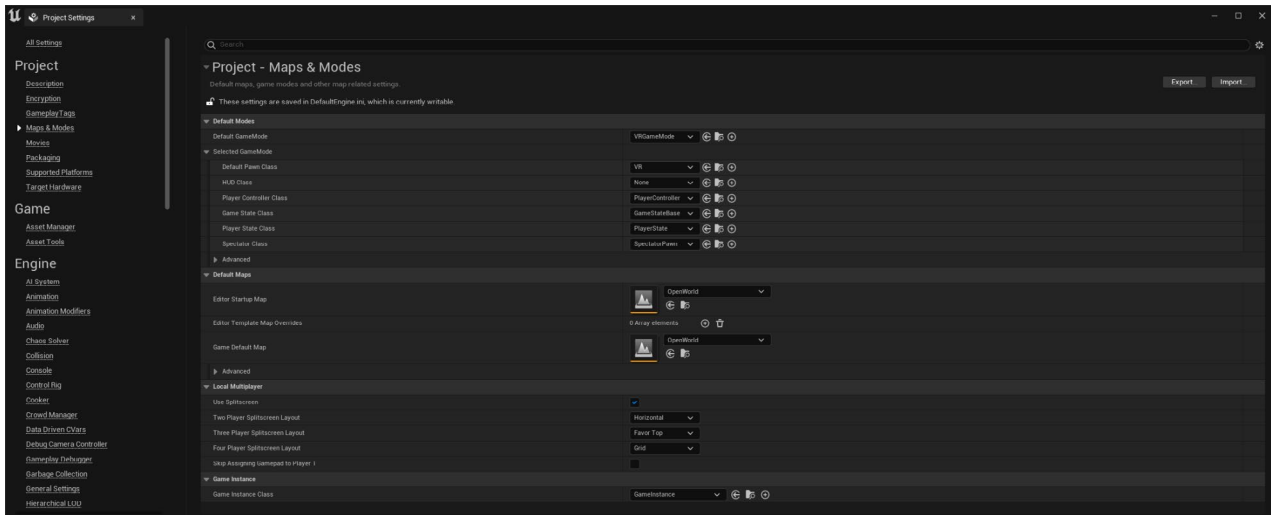 Project Settings
All Settings
Project
Description
Encryption
GameplayTags
Maps & Modes
Movies
Packaging
Supported Platforms
Target Hardware
Game
Asset Manager
Asset Tools
Engine
AI System
Animation
Animation Modifiers
Audio
Chaos Solver
Collision
Console
Control Rig
Cooker
Crowd Manager
Data Driven CVars
Debug Camera Controller
Gameplay Debugger
Garbage Collection
General Settings
Hierarchical LOD
Search
Project - Maps & Modes
Default maps, game modes and other map related settings
Export...
Import...
These settings are saved in DefaultEngine.ini, which is currently writable.
Default Modes
Default GameMode
VRGameMode
Selected GameMode
Default Pawn Class
VR
HUD Class
None
Player Controller Class
PlayerController
Game State Class
GameStateBase
Player State Class
PlayerState
Spectator Class
SpectatorPawn
Advanced
Default Maps
Editor Startup Map
OpenWorld
Editor Template Map Overrides
0 Array elements
Game Default Map
OpenWorld
Advanced
Local Multiplayer
Use Splitscreen
Two Player Splitscreen Layout
Horizontal
Three Player Splitscreen Layout
Favor Top
Four Player Splitscreen Layout
Grid
Skip Assigning Gamepad to Player 1
Game Instance
Game Instance Class
GameInstance